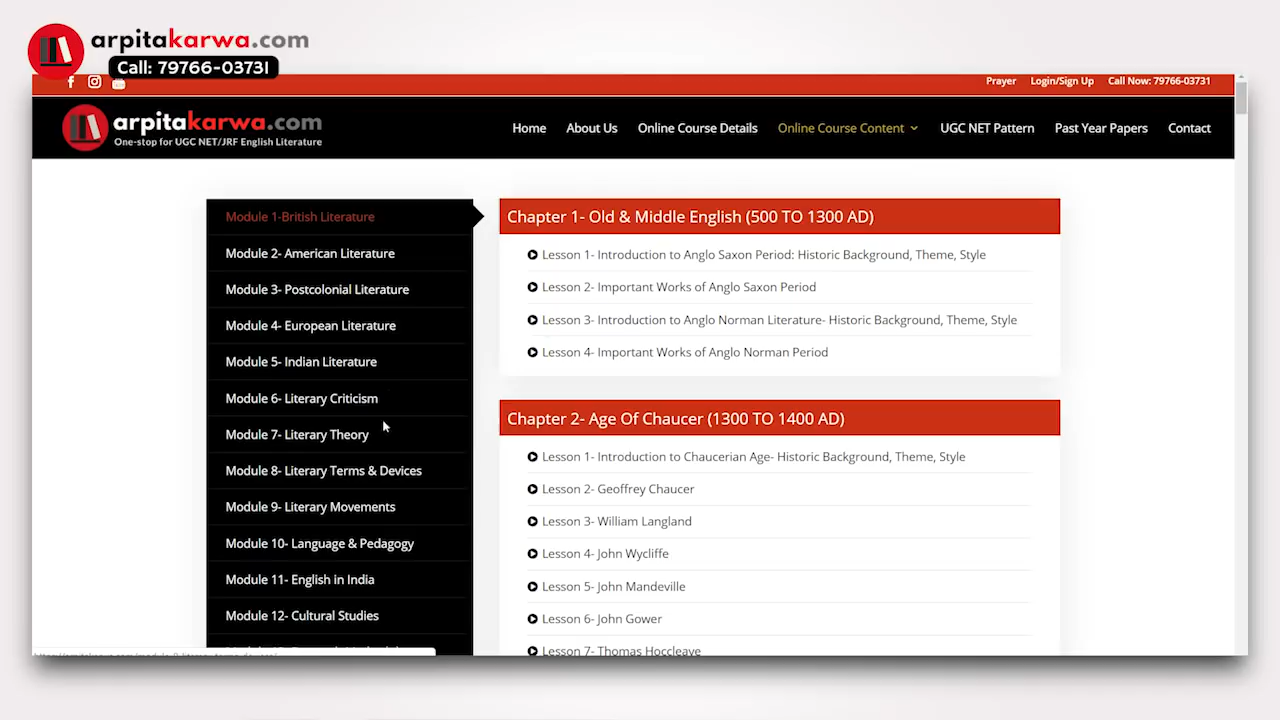 arpitakarwa.com
Call: 79766-03731
Prayer
Login/Sign Up
Call Now: 79766-03731
arpitakarwa.com
One-stop for UGC NET/JRF English Literature
Home
About Us
Online Course Details
Online Course Content
UGC NET Pattern
Past Year Papers
Contact
Module 1-British Literature
Module 2- American Literature
Module 3- Postcolonial Literature
Module 4- European Literature
Module 5- Indian Literature
Module 6- Literary Criticism
Module 7- Literary Theory
Module 8- Literary Terms & Devices
Module 9- Literary Movements
Module 10- Language & Pedagogy
Module 11- English in India
Module 12- Cultural Studies
Chapter 1- Old & Middle English (500 TO 1300 AD)
Lesson 1- Introduction to Anglo Saxon Period: Historic Background, Theme, Style
Lesson 2- Important Works of Anglo Saxon Period
Lesson 3- Introduction to Anglo Norman Literature- Historic Background, Theme, Style
Lesson 4- Important Works of Anglo Norman Period
Chapter 2- Age Of Chaucer (1300 TO 1400 AD)
Lesson 1- Introduction to Chaucerian Age- Historic Background, Theme, Style
Lesson 2- Geoffrey Chaucer
Lesson 3- William Langland
Lesson 4- John Wycliffe
Lesson 5- John Mandeville
Lesson 6- John Gower
Lesson 7- Thomas Hoccleave